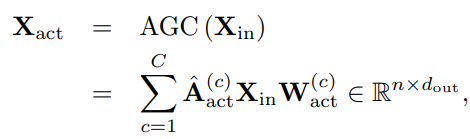 X_act = AGC (X_in)
= ∑_{c=1}^{C} Â_act^{(c)} X_in W_act^{(c)} ∈ ℝ^{n×d_out},